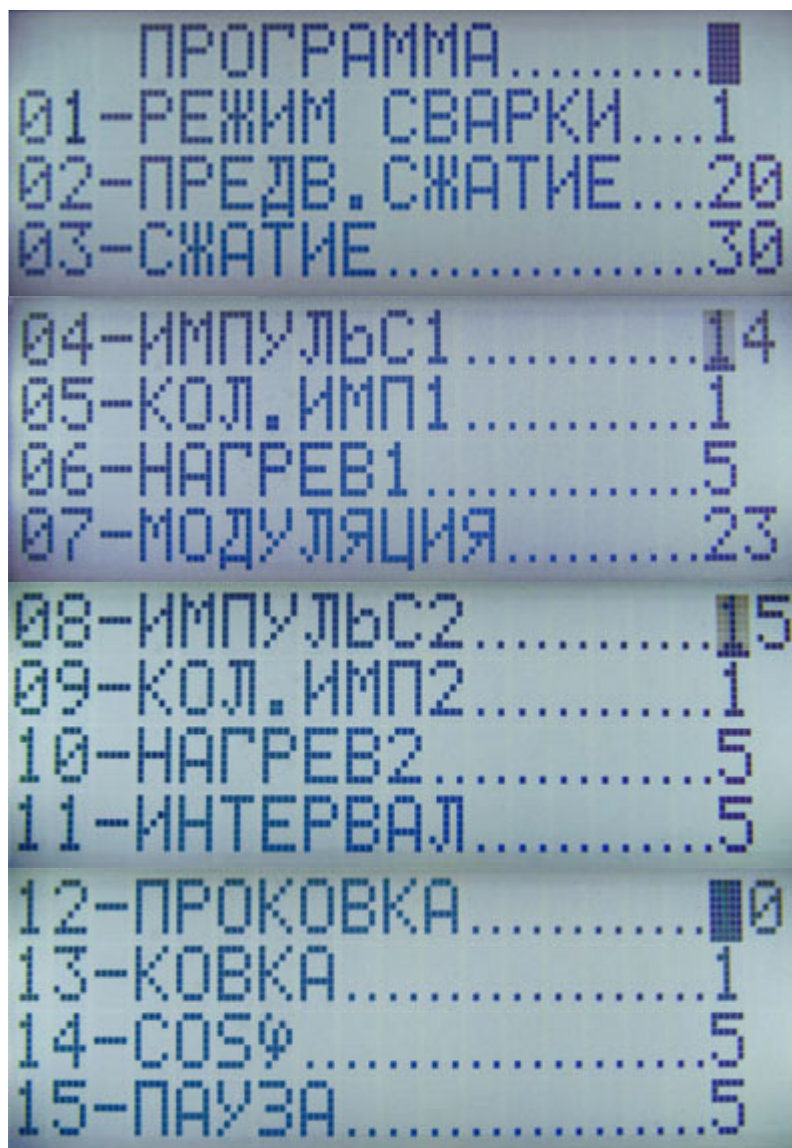 ПРОГРАММА..........
01-РЕЖИМ СВАРКИ....1
02-ПРЕДВ.СЖАТИЕ....20
03-СЖАТИЕ................30
04-ИМПУЛЬС1............14
05-КОЛ.ИМП1............1
06-НАГРЕВ1..............5
07-МОДУЛЯЦИЯ..........23
08-ИМПУЛЬС2............15
09-КОЛ.ИМП2............1
10-НАГРЕВ2..............5
11-ИНТЕРВАЛ............5
12-ПРОКОВКА............0
13-КОВКА..................1
14-COSφ....................5
15-ПАУЗА..................5